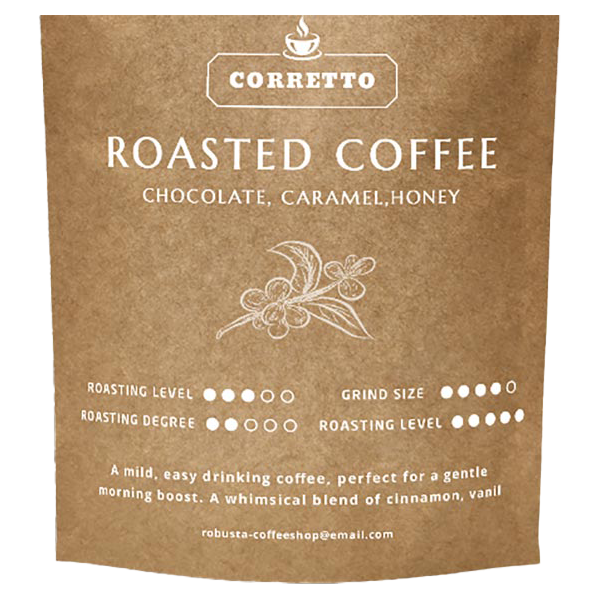 CORRETTO
ROASTED COFFEE
CHOCOLATE, CARAMEL,HONEY
ROASTING LEVEL
GRIND SIZE
ROASTING DEGREE
ROASTING LEVEL
A mild, easy drinking coffee, perfect for a gentle
morning boost. A whimsical blend of cinnamon, vanil
robusta-coffeeshop@email.com